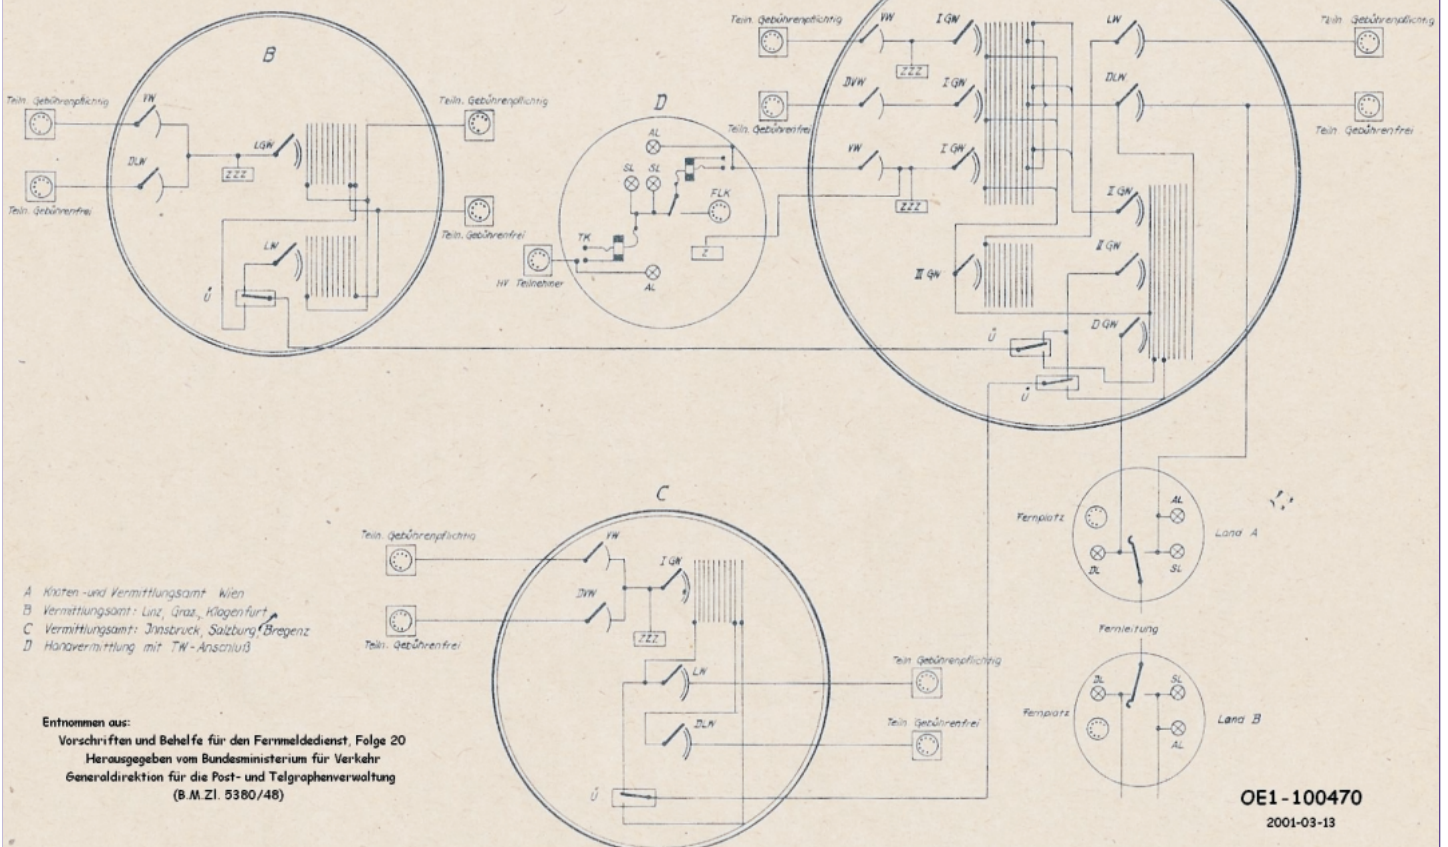 B
Teiln. Gebührenpflichtig
VW
DLW
Teiln. Gebührenfrei
LGW
ZZZ
LW
Ü
Teiln. Gebührenpflichtig
Teiln. Gebührenfrei
D
AL
SL SL
FLK
TK
Z
HV Teilnehmer
AL
Teiln. Gebührenpflichtig
VW
I GW
ZZZ
DVW
I GW
Teiln. Gebührenfrei
VW
I GW
ZZZ
III GW
LW
DLW
I GW
II GW
D GW
Ü
Ü
Teiln. Gebührenpflichtig
Teiln. Gebührenfrei
C
Teiln. Gebührenpflichtig
VW
I GW
DVW
ZZZ
Teiln. Gebührenfrei
LW
DLW
Ü
Teiln Gebührenpflichtig
Teiln Gebührenfrei
Fernplatz
AL
DL
SL
Land A
Fernleitung
DL
SL
Fernplatz
AL
Land B
A Knoten-und Vermittlungsamt Wien
B Vermittlungsamt: Linz, Graz, Klagenfurt
C Vermittlungsamt: Innsbruck, Salzburg, Bregenz
D Handvermittlung mit TW-Anschluß
Entnommen aus:
Vorschriften und Behelfe für den Fernmeldedienst, Folge 20
Herausgegeben vom Bundesministerium für Verkehr
Generaldirektion für die Post- und Telgraphenverwaltung
(B.M.Zl. 5380/48)
OE1-100470
2001-03-13